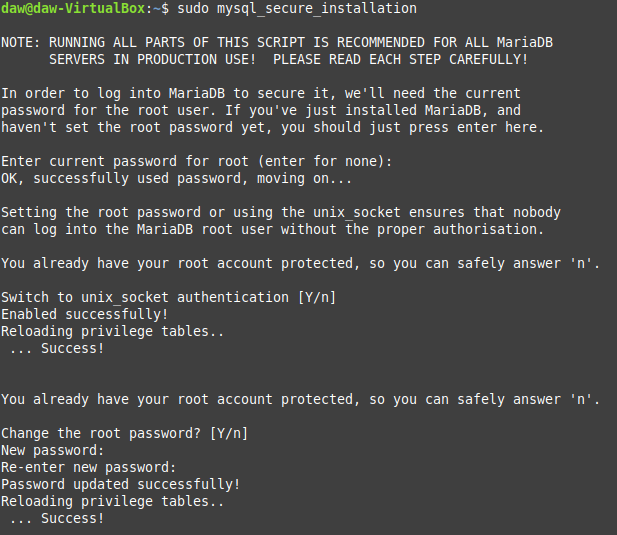 daw@daw-VirtualBox:~$ sudo mysql_secure_installation
NOTE: RUNNING ALL PARTS OF THIS SCRIPT IS RECOMMENDED FOR ALL MariaDB
SERVERS IN PRODUCTION USE!  PLEASE READ EACH STEP CAREFULLY!
In order to log into MariaDB to secure it, we'll need the current
password for the root user. If you've just installed MariaDB, and
haven't set the root password yet, you should just press enter here.
Enter current password for root (enter for none):
OK, successfully used password, moving on...
Setting the root password or using the unix_socket ensures that nobody
can log into the MariaDB root user without the proper authorisation.
You already have your root account protected, so you can safely answer 'n'.
Switch to unix_socket authentication [Y/n]
Enabled successfully!
Reloading privilege tables..
... Success!
You already have your root account protected, so you can safely answer 'n'.
Change the root password? [Y/n]
New password:
Re-enter new password:
Password updated successfully!
Reloading privilege tables..
... Success!